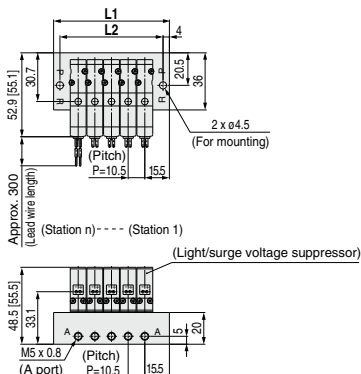 L1
L2
4
52.9 [55.1]
30.7
P
R
P
R
20.5
36
2 x ø4.5
(For mounting)
(Pitch)
P=10.5
15.5
Approx. 300
(Lead wire length)
(Station n) ---- (Station 1)
(Light/surge voltage suppressor)
48.5 [55.5]
33.1
A
A
5
20
M5 x 0.8
(A port)
(Pitch)
P=10.5
15.5